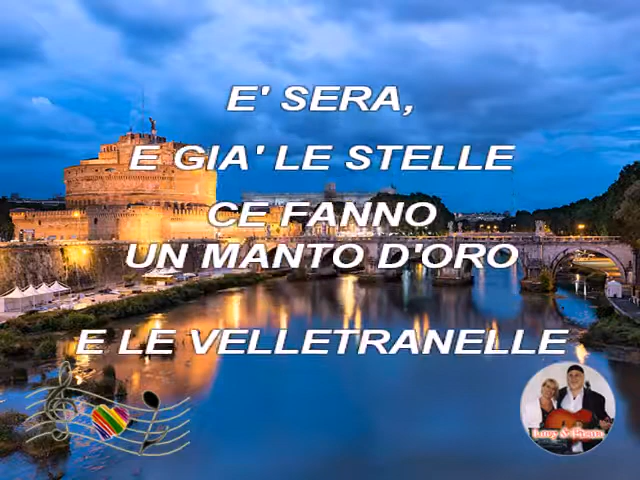 E' SERA,
E GIA' LE STELLE
CE FANNO
UN MANTO D'ORO
E LE VELLETRANELLE